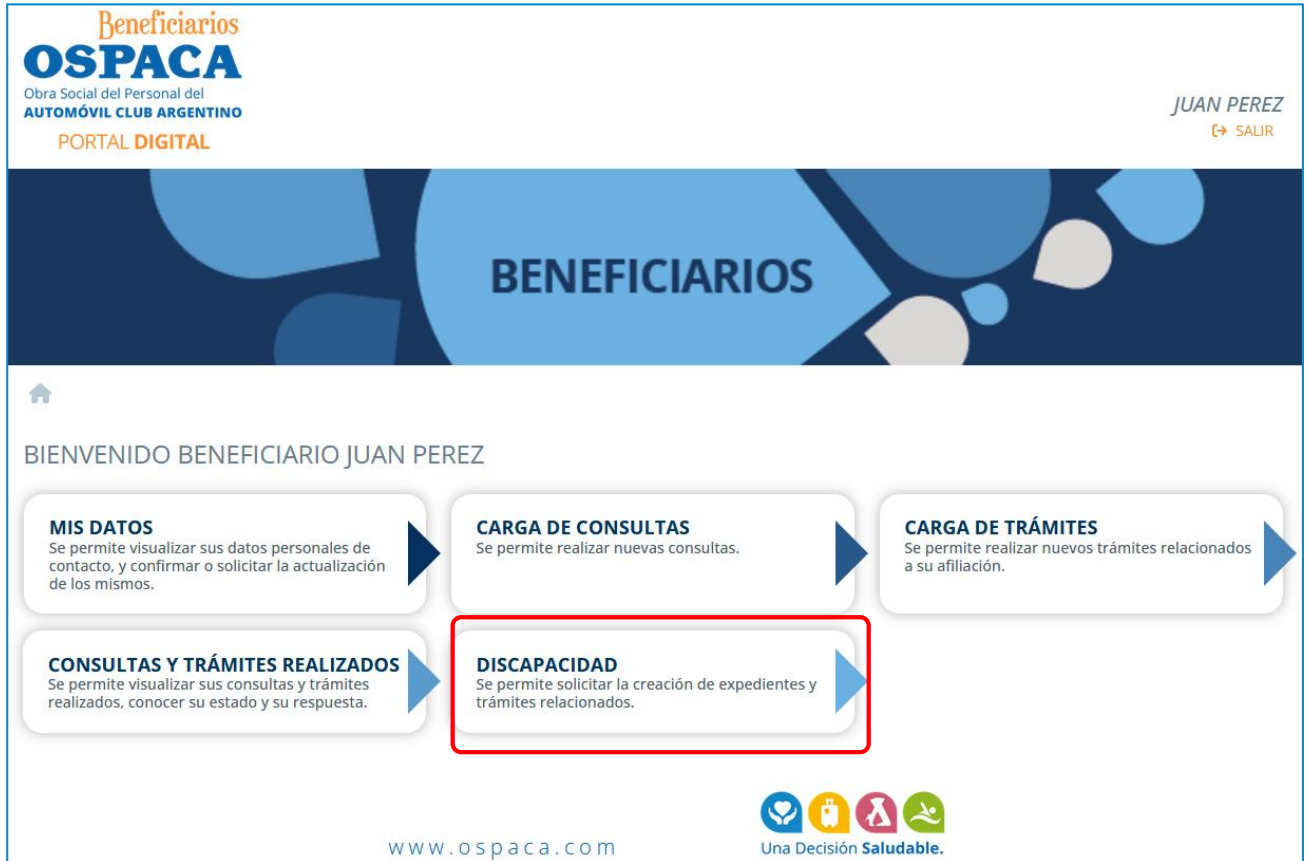 Beneficiarios
OSPACA
Obra Social del Personal del
AUTOMÓVIL CLUB ARGENTINO
PORTAL DIGITAL
JUAN PEREZ
SALIR
BENEFICIARIOS
BIENVENIDO BENEFICIARIO JUAN PEREZ
MIS DATOS
Se permite visualizar sus datos personales de
contacto, y confirmar o solicitar la actualización
de los mismos.
CARGA DE CONSULTAS
Se permite realizar nuevas consultas.
CARGA DE TRÁMITES
Se permite realizar nuevos trámites relacionados
a su afiliación.
CONSULTAS Y TRÁMITES REALIZADOS
Se permite visualizar sus consultas y trámites
realizados, conocer su estado y su respuesta.
DISCAPACIDAD
Se permite solicitar la creación de expedientes y
trámites relacionados.
www.ospaca.com
Una Decisión Saludable.